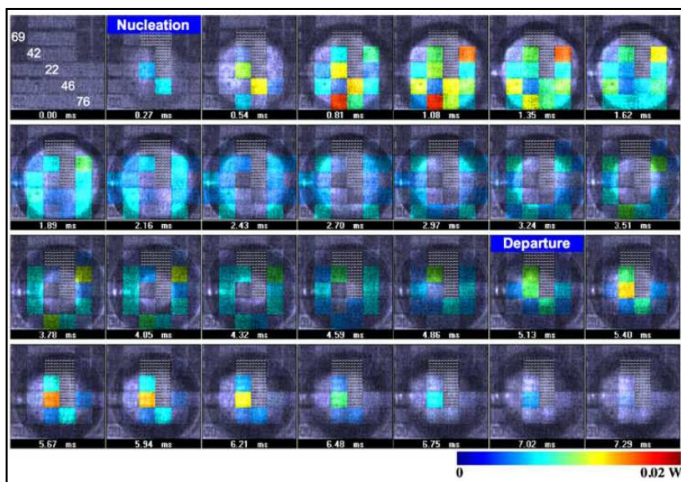 Nucleation
69
42
22
46
76
0.00 ms 0.27 ms 0.54 ms 0.81 ms 1.08 ms 1.35 ms 1.62 ms
1.89 ms 2.16 ms 2.43 ms 2.70 ms 2.97 ms 3.24 ms 3.51 ms
Departure
3.78 ms 4.05 ms 4.32 ms 4.59 ms 4.86 ms 5.13 ms 5.40 ms
5.67 ms 5.94 ms 6.21 ms 6.48 ms 6.75 ms 7.02 ms 7.29 ms
0 0.02 W